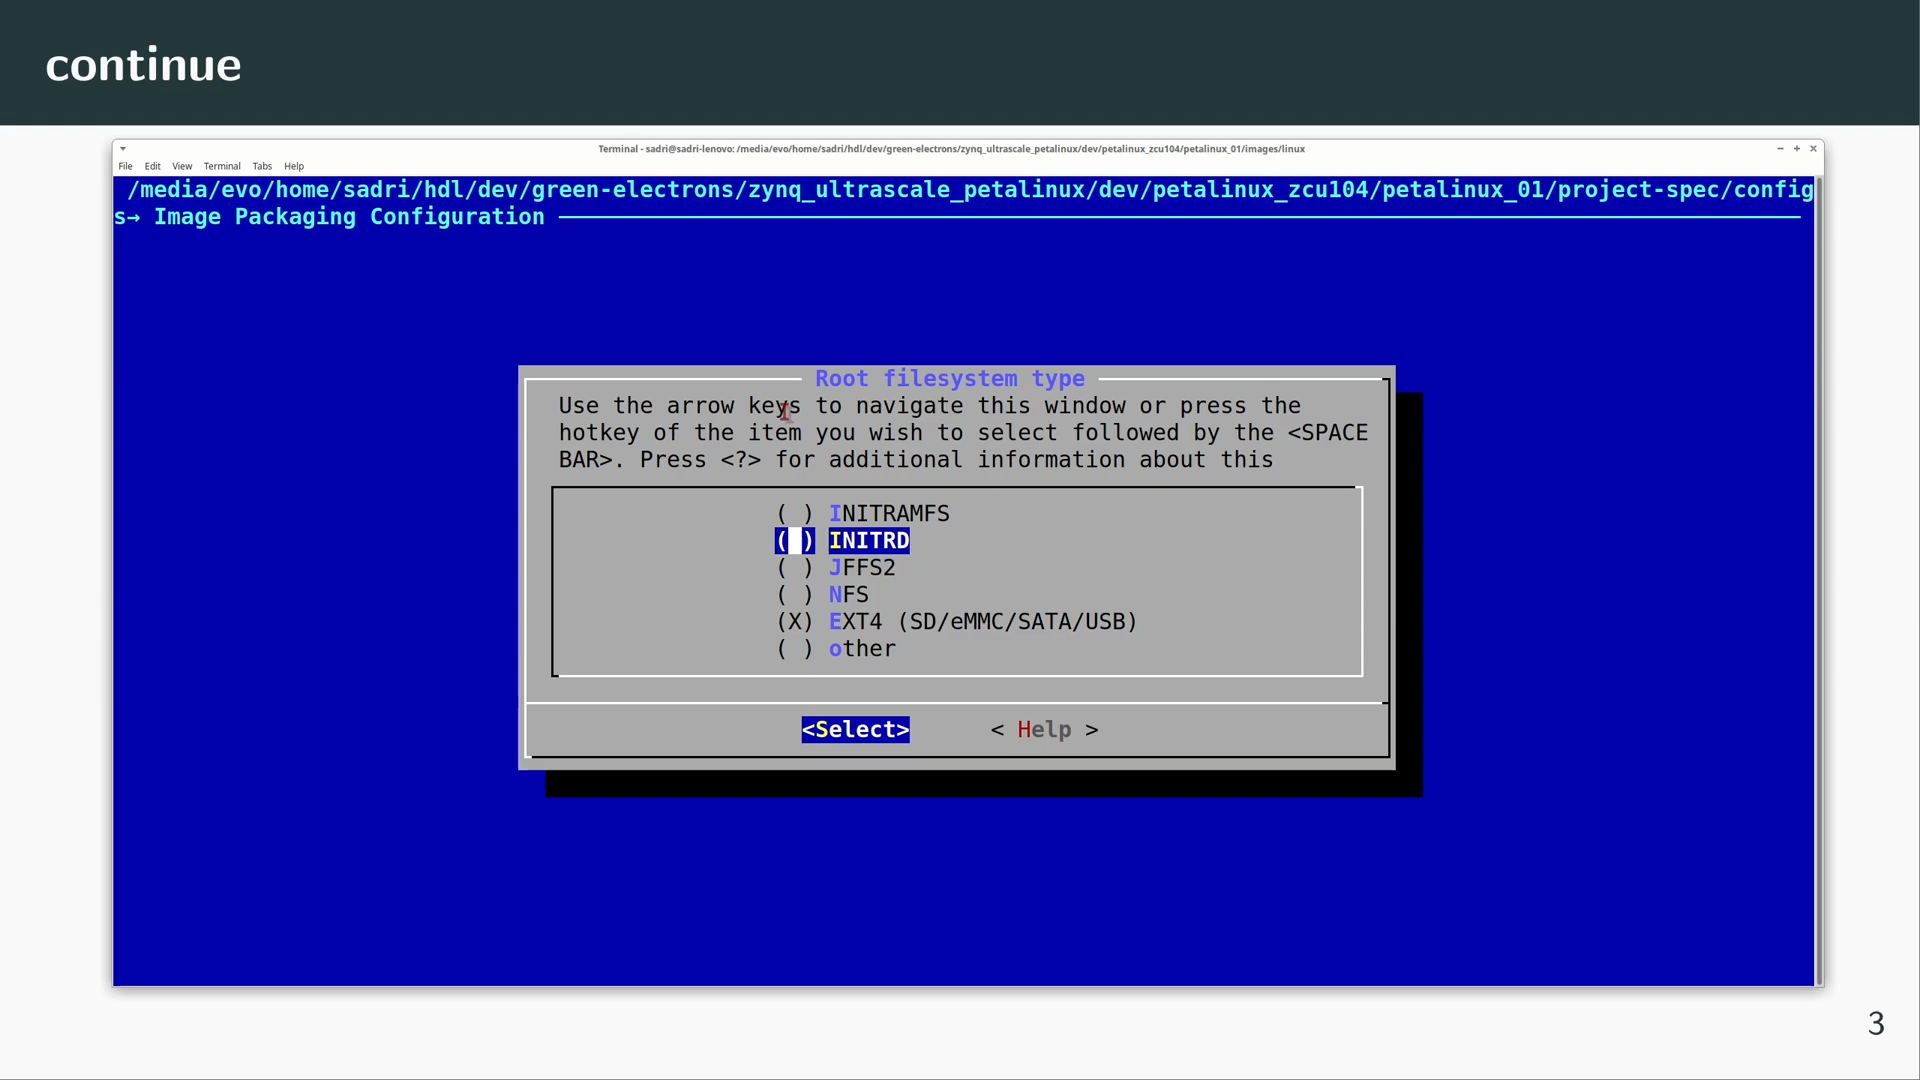 continue
Terminal - sadri@sadri-lenovo: /media/evo/home/sadri/hdl/dev/green-electrons/zynq_ultrascale_petalinux/dev/petalinux_zcu104/petalinux_01/images/linux
File Edit View Terminal Tabs Help
/media/evo/home/sadri/hdl/dev/green-electrons/zynq_ultrascale_petalinux/dev/petalinux_zcu104/petalinux_01/project-spec/config
s→ Image Packaging Configuration
Root filesystem type
Use the arrow keys to navigate this window or press the
hotkey of the item you wish to select followed by the <SPACE
BAR>. Press <?> for additional information about this
( ) INITRAMFS
( ) INITRD
( ) JFFS2
( ) NFS
(X) EXT4 (SD/eMMC/SATA/USB)
( ) other
<Select> < Help >
3